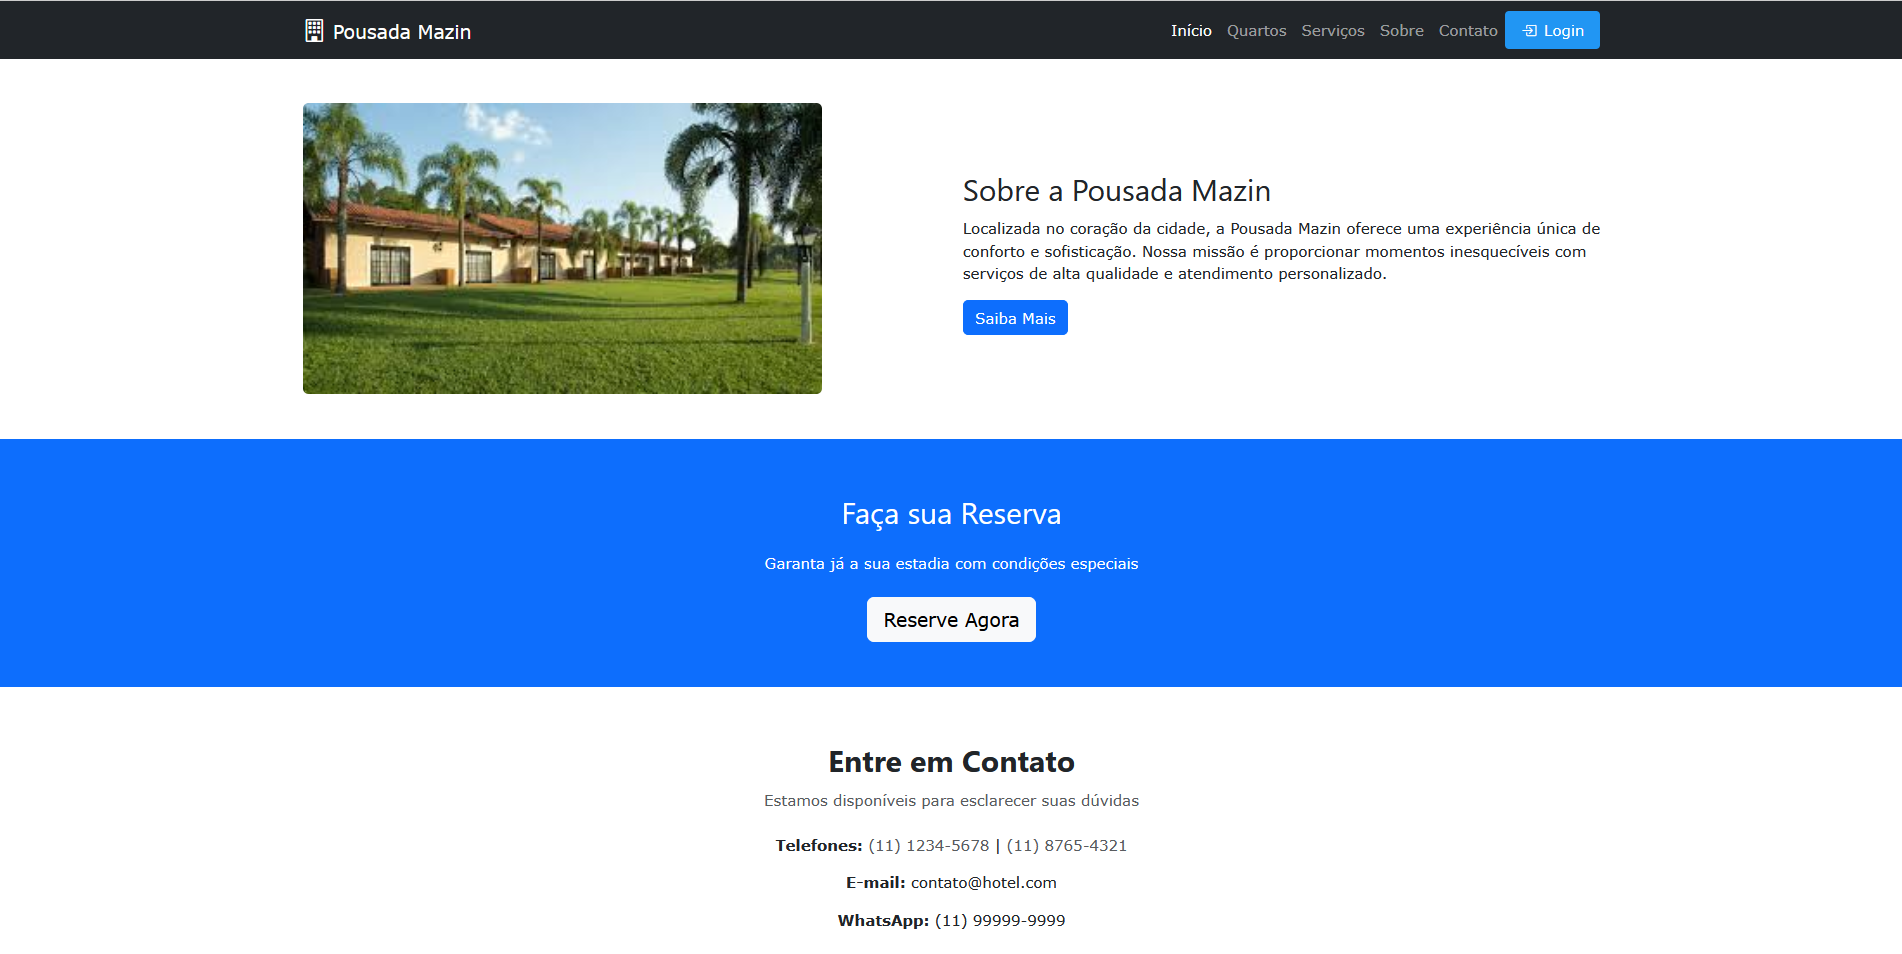 Pousada Mazin
Início Quartos Serviços Sobre Contato Login
Sobre a Pousada Mazin
Localizada no coração da cidade, a Pousada Mazin oferece uma experiência única de
conforto e sofisticação. Nossa missão é proporcionar momentos inesquecíveis com
serviços de alta qualidade e atendimento personalizado.
Saiba Mais
Faça sua Reserva
Garanta já a sua estadia com condições especiais
Reserve Agora
Entre em Contato
Estamos disponíveis para esclarecer suas dúvidas
Telefones: (11) 1234-5678 | (11) 8765-4321
E-mail: contato@hotel.com
WhatsApp: (11) 99999-9999